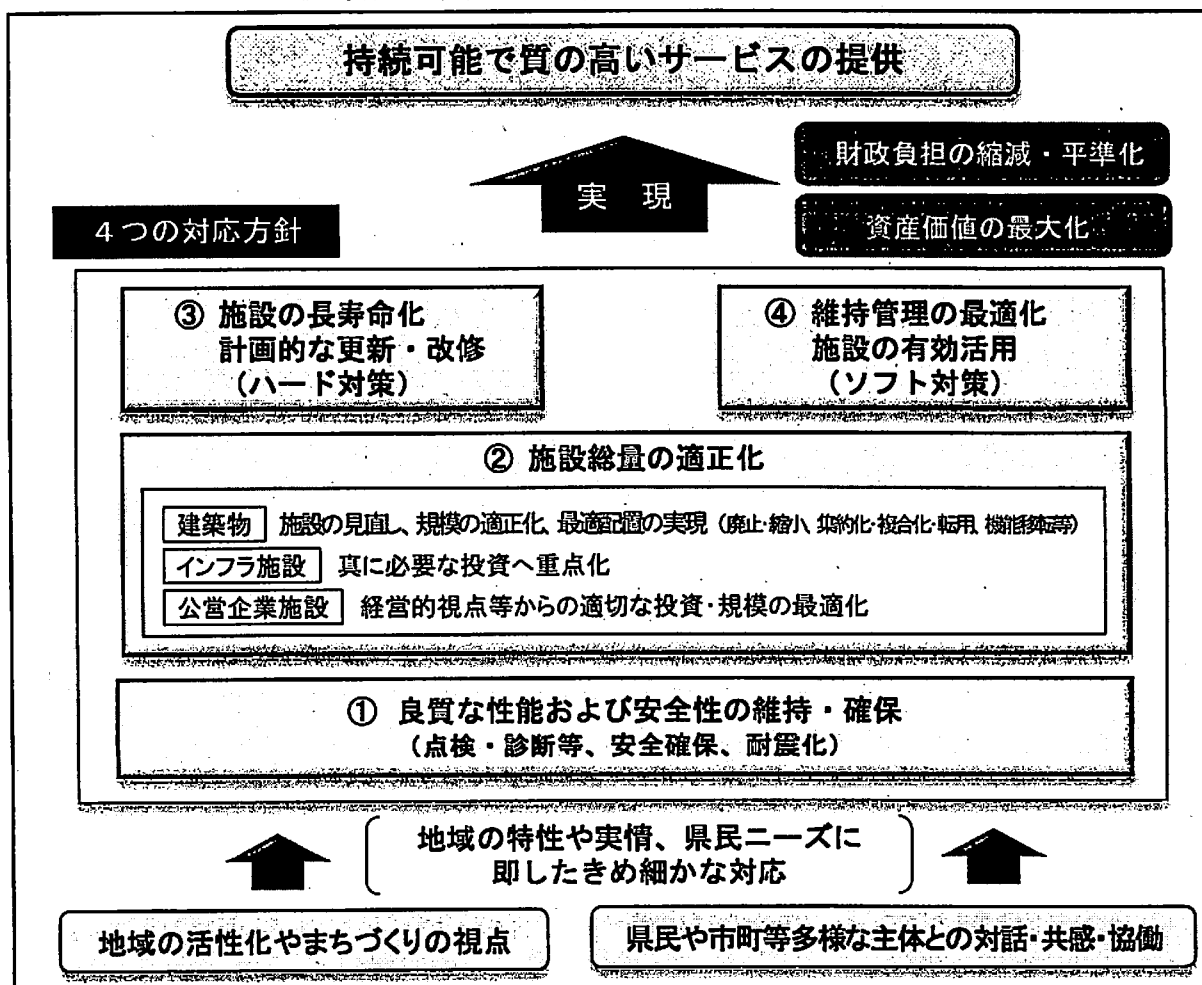 持続可能で質の高いサービスの提供
実 現
財政負担の縮減・平準化
資産価値の最大化
4つの対応方針
③ 施設の長寿命化
計画的な更新・改修
(ハード対策)
④ 維持管理の最適化
施設の有効活用
(ソフト対策)
② 施設総量の適正化
建築物 施設の見直し、規模の適正化、最適配置の実現(廃止・縮小、集約化・複合化・転用、機能移転等)
インフラ施設 真に必要な投資へ重点化
公営企業施設 経営的視点等からの適切な投資・規模の最適化
① 良質な性能および安全性の維持・確保
(点検・診断等、安全確保、耐震化)
地域の特性や実情、県民ニーズに
即したきめ細かな対応
地域の活性化やまちづくりの視点
県民や市町等多様な主体との対話・共感・協働